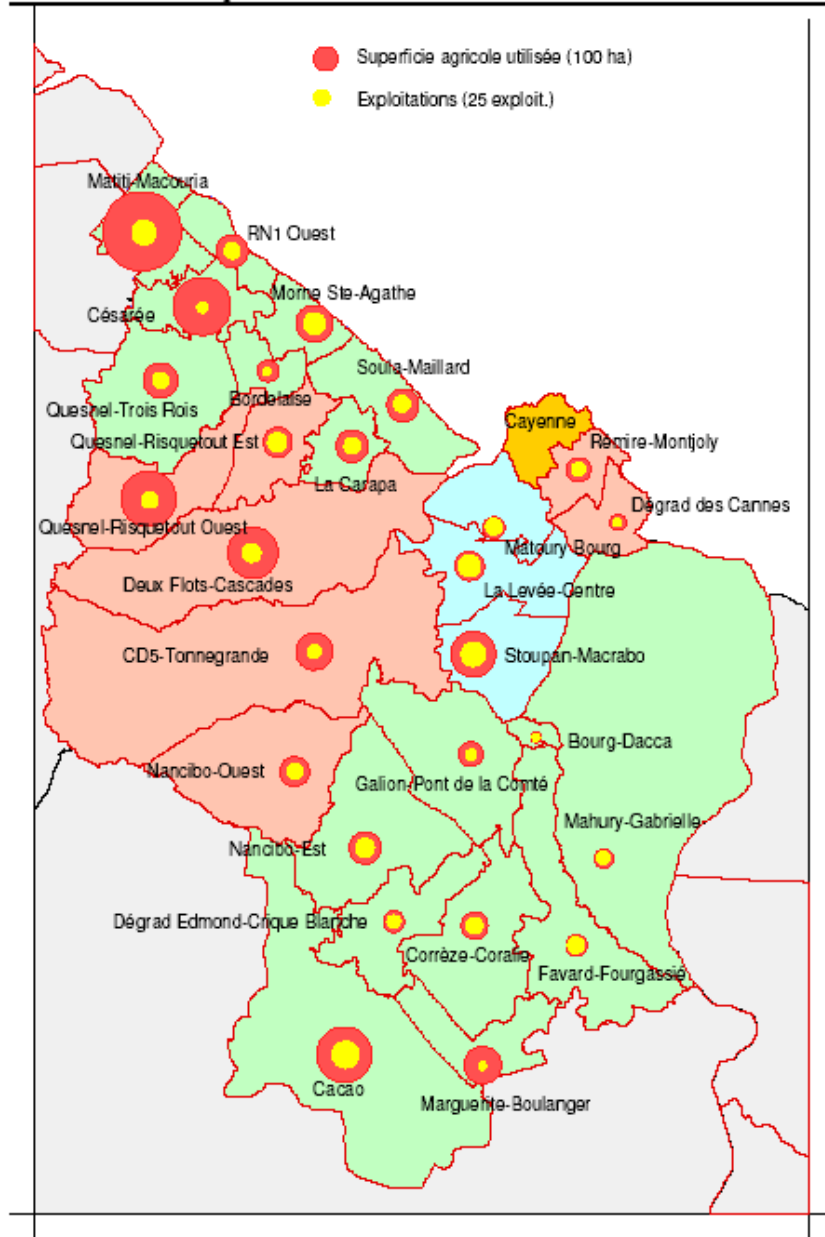 Superficie agricole utilisée (100 ha)
Exploitations (25 exploit.)
Matiti-Macouria
RN1 Ouest
Morne Ste-Agathe
Césarée
Soula-Maillard
Bordelaise
Quesnel-Trois Rois
Cayenne
Quesnel-Risquetout Est
Rémire-Montjoly
La Carapa
Dégrad des Cannes
Quesnel-Risquetout Ouest
Matoury Bourg
Deux Flots-Cascades
La Levée-Centre
CD5-Tonnegrande
Stoupan-Macrabo
Bourg-Dacca
Nancibo-Ouest
Galion-Pont de la Comté
Mahury-Gabrielle
Nancibo-Est
Dégrad Edmond-Crique Blanche
Corrèze-Coralie
Favard-Fourgassié
Cacao
Marguerite-Boulanger